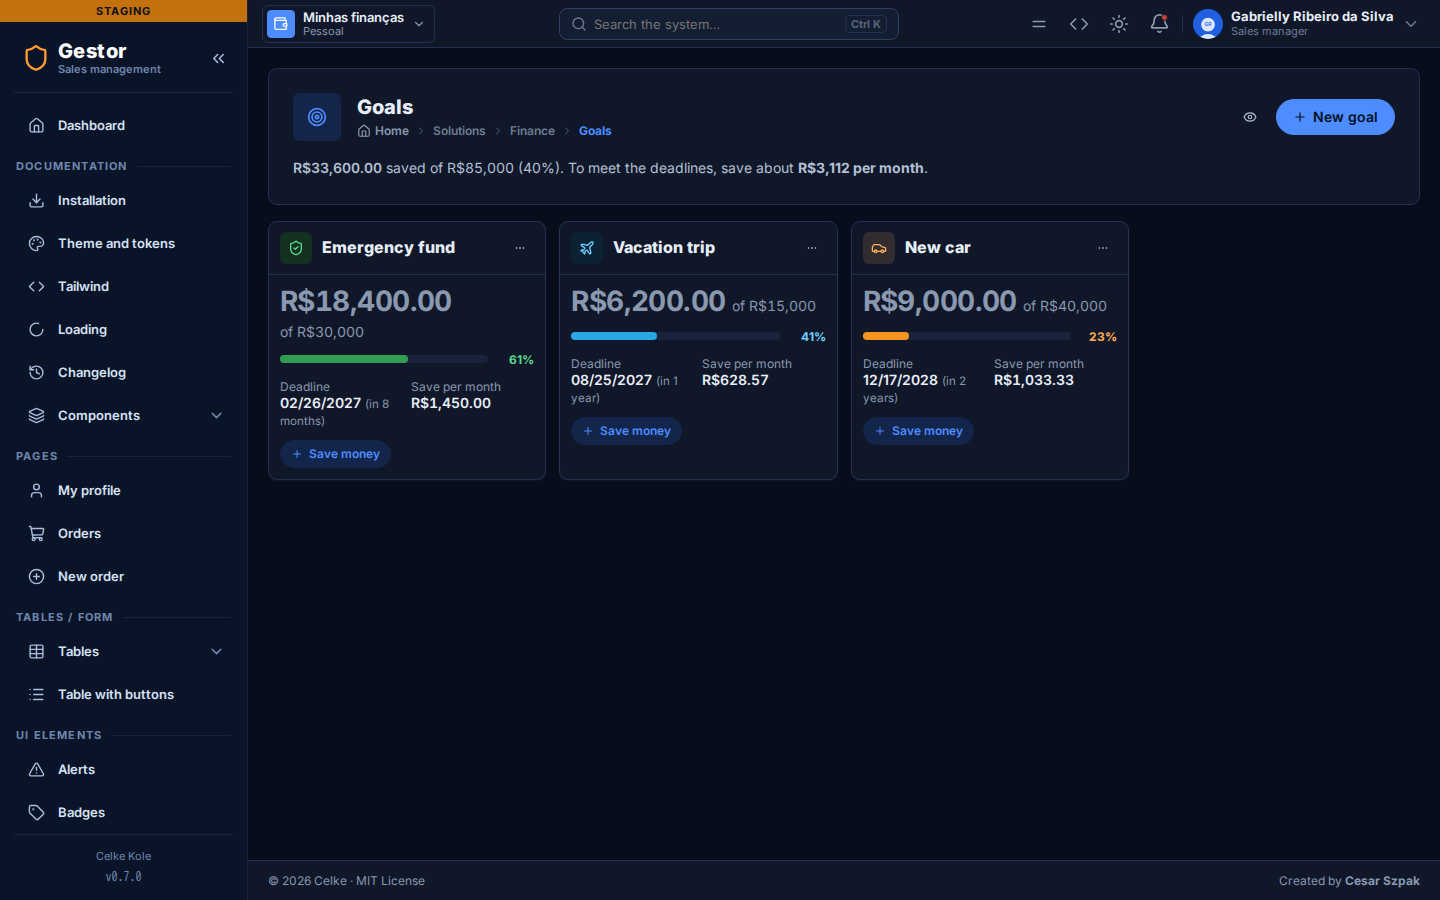 STAGING
Gestor
Sales management
Dashboard
DOCUMENTATION
Installation
Theme and tokens
Tailwind
Loading
Changelog
Components
PAGES
My profile
Orders
New order
TABLES / FORM
Tables
Table with buttons
UI ELEMENTS
Alerts
Badges
Celke Kole
v0.7.0
Minhas finanças
Pessoal
Search the system...
Ctrl K
GR
Gabrielly Ribeiro da Silva
Sales manager
Goals
Home > Solutions > Finance > Goals
New goal
R$33,600.00 saved of R$85,000 (40%). To meet the deadlines, save about R$3,112 per month.
Emergency fund
R$18,400.00
of R$30,000
61%
Deadline
02/26/2027 (in 8
months)
Save per month
R$1,450.00
Save money
Vacation trip
R$6,200.00 of R$15,000
41%
Deadline
08/25/2027 (in 1
year)
Save per month
R$628.57
Save money
New car
R$9,000.00 of R$40,000
23%
Deadline
12/17/2028 (in 2
years)
Save per month
R$1,033.33
Save money
© 2026 Celke · MIT License
Created by Cesar Szpak